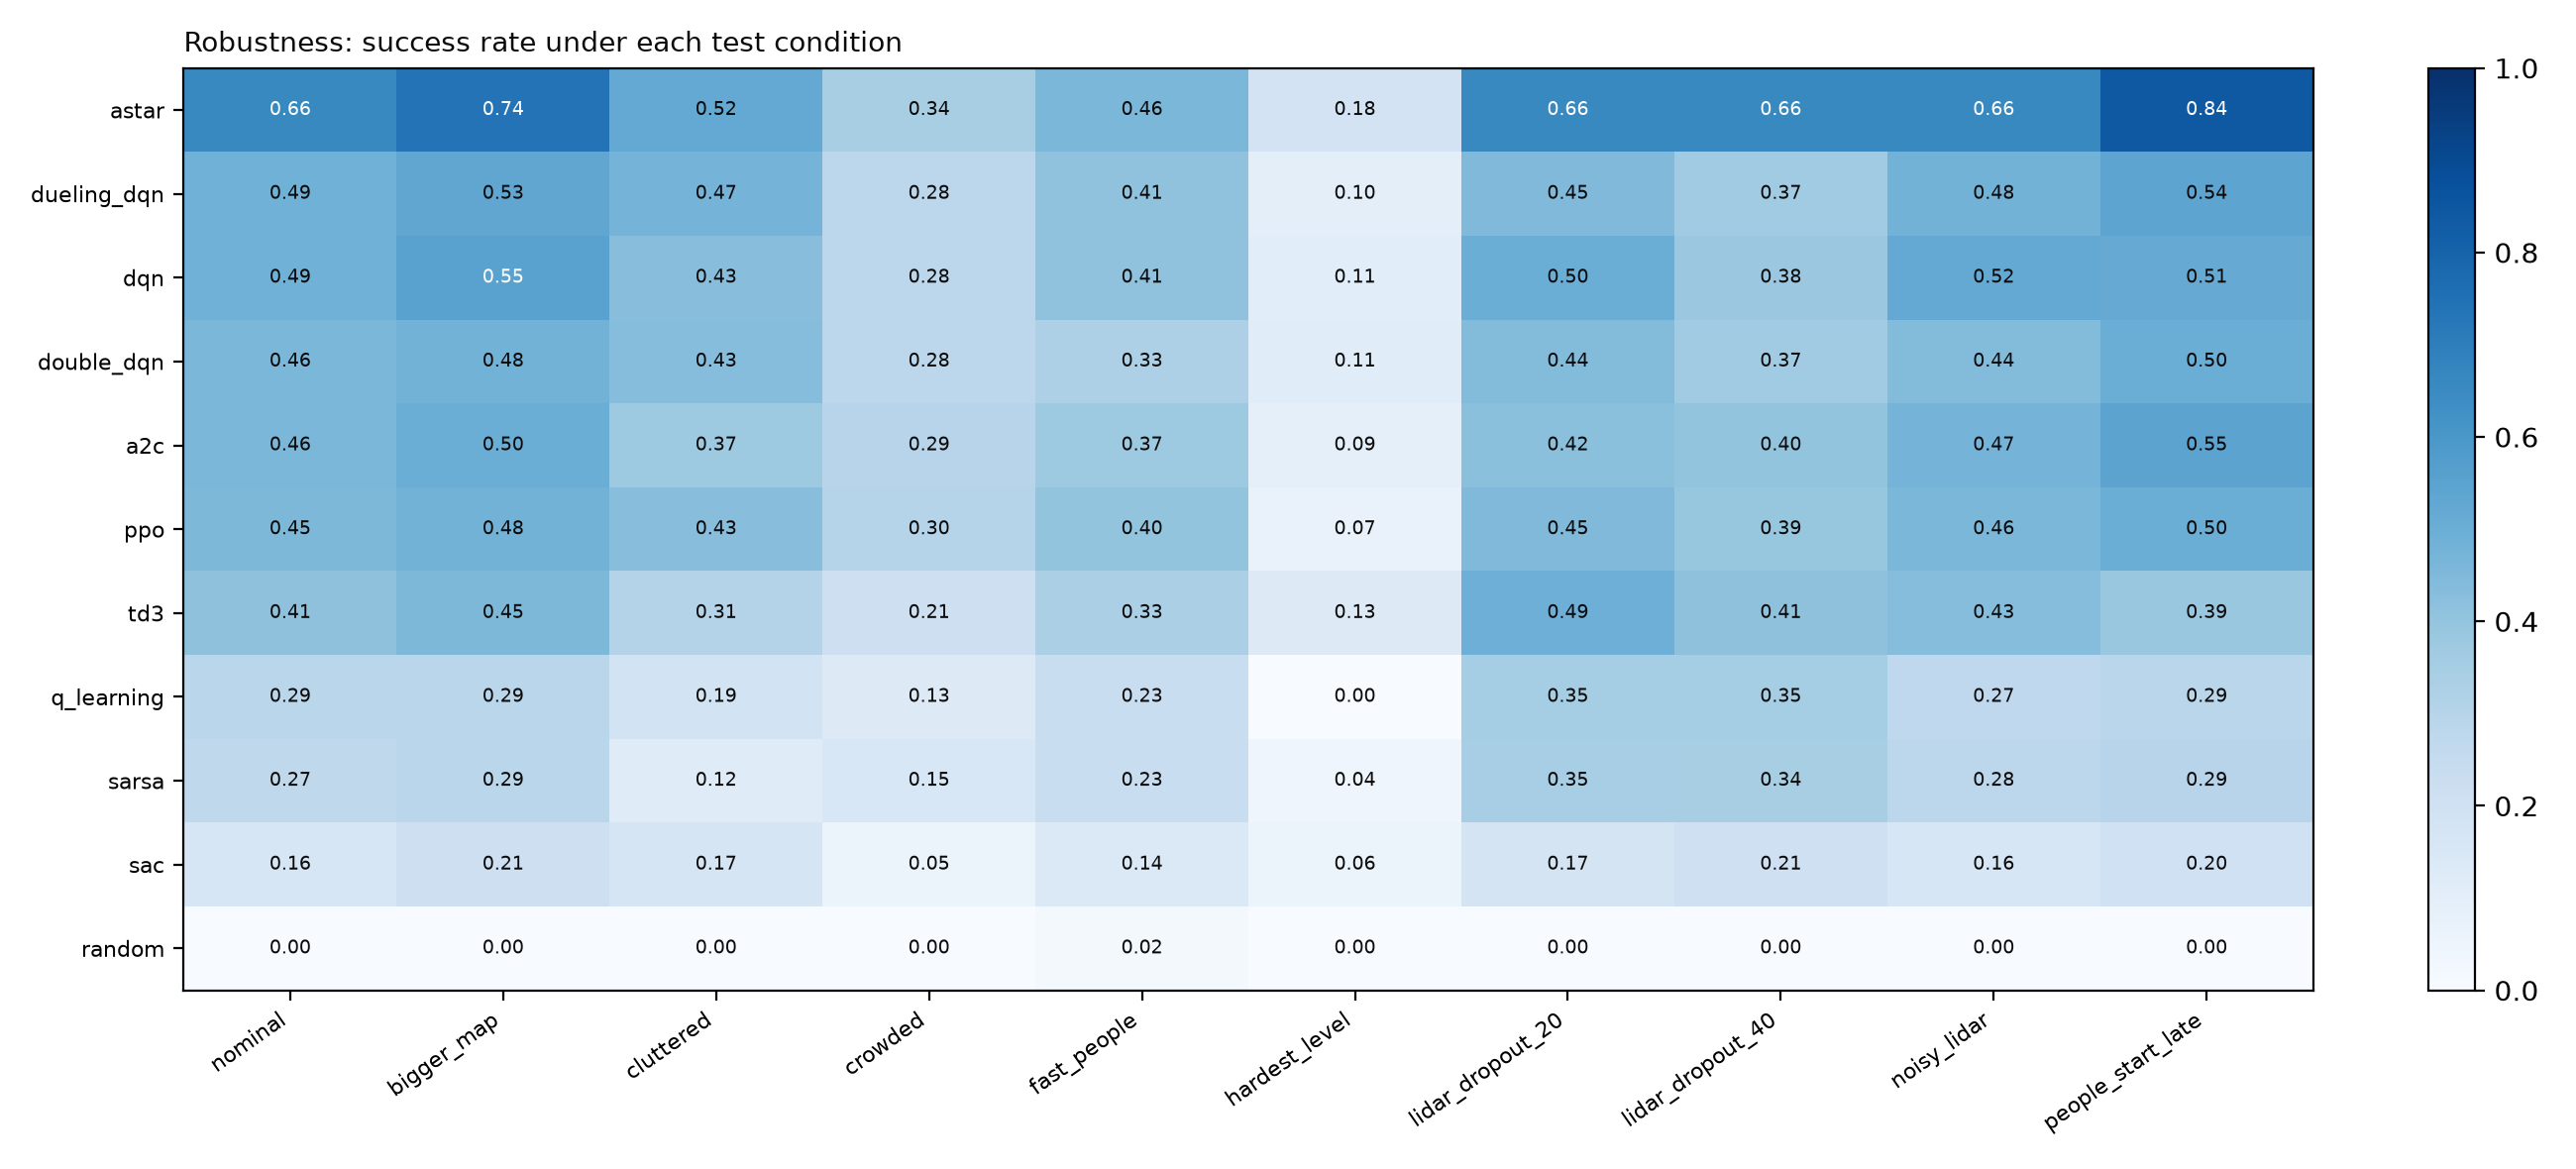 Robustness: success rate under each test condition
astar 0.66 0.74 0.52 0.34 0.46 0.18 0.66 0.66 0.66 0.84
dueling_dqn 0.49 0.53 0.47 0.28 0.41 0.10 0.45 0.37 0.48 0.54
dqn 0.49 0.55 0.43 0.28 0.41 0.11 0.50 0.38 0.52 0.51
double_dqn 0.46 0.48 0.43 0.28 0.33 0.11 0.44 0.37 0.44 0.50
a2c 0.46 0.50 0.37 0.29 0.37 0.09 0.42 0.40 0.47 0.55
ppo 0.45 0.48 0.43 0.30 0.40 0.07 0.45 0.39 0.46 0.50
td3 0.41 0.45 0.31 0.21 0.33 0.13 0.49 0.41 0.43 0.39
q_learning 0.29 0.29 0.19 0.13 0.23 0.00 0.35 0.35 0.27 0.29
sarsa 0.27 0.29 0.12 0.15 0.23 0.04 0.35 0.34 0.28 0.29
sac 0.16 0.21 0.17 0.05 0.14 0.06 0.17 0.21 0.16 0.20
random 0.00 0.00 0.00 0.00 0.02 0.00 0.00 0.00 0.00 0.00
nominal bigger_map cluttered crowded fast_people hardest_level lidar_dropout_20 lidar_dropout_40 noisy_lidar people_start_late
1.0
0.8
0.6
0.4
0.2
0.0